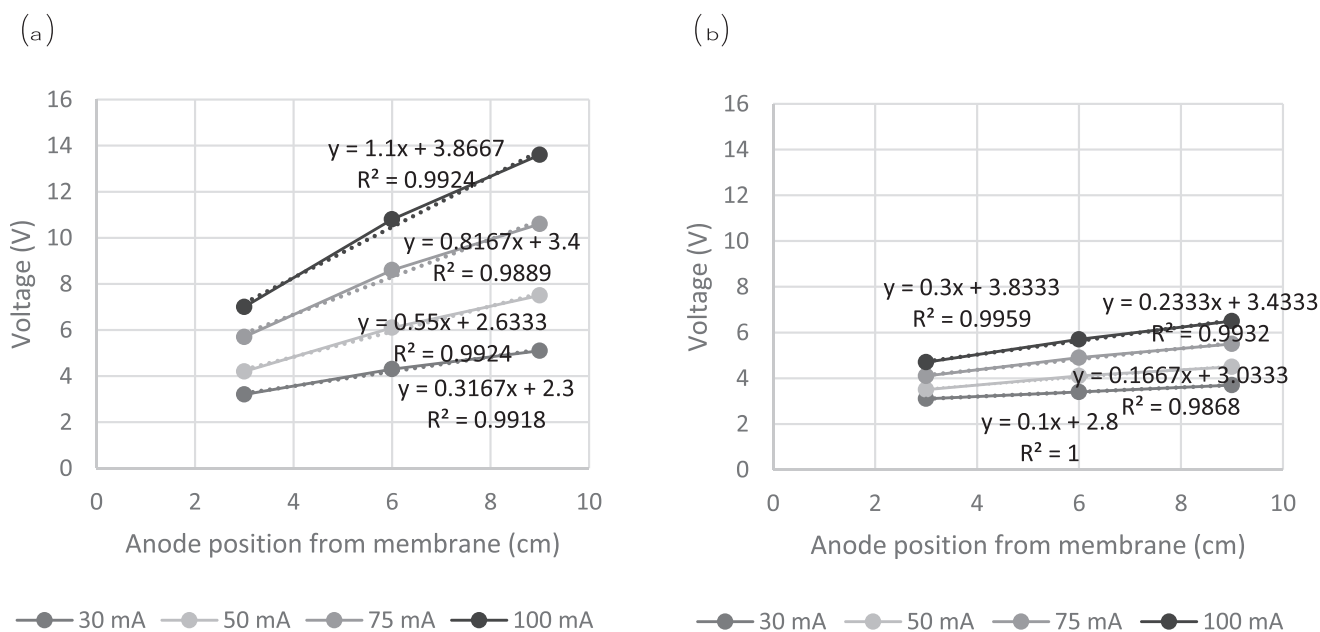 (a)
16
14
12
10
8
6
4
2
0
Voltage (V)
y = 1.1x + 3.8667
R² = 0.9924
y = 0.8167x + 3.4
R² = 0.9889
y = 0.55x + 2.6333
R² = 0.9924
y = 0.3167x + 2.3
R² = 0.9918
0 2 4 6 8 10
Anode position from membrane (cm)
30 mA 50 mA 75 mA 100 mA
(b)
16
14
12
10
8
6
4
2
0
Voltage (V)
y = 0.3x + 3.8333
R² = 0.9959
y = 0.2333x + 3.4333
R² = 0.9932
y = 0.1667x + 3.0333
R² = 0.9868
y = 0.1x + 2.8
R² = 1
0 2 4 6 8 10
Anode position from membrane (cm)
30 mA 50 mA 75 mA 100 mA